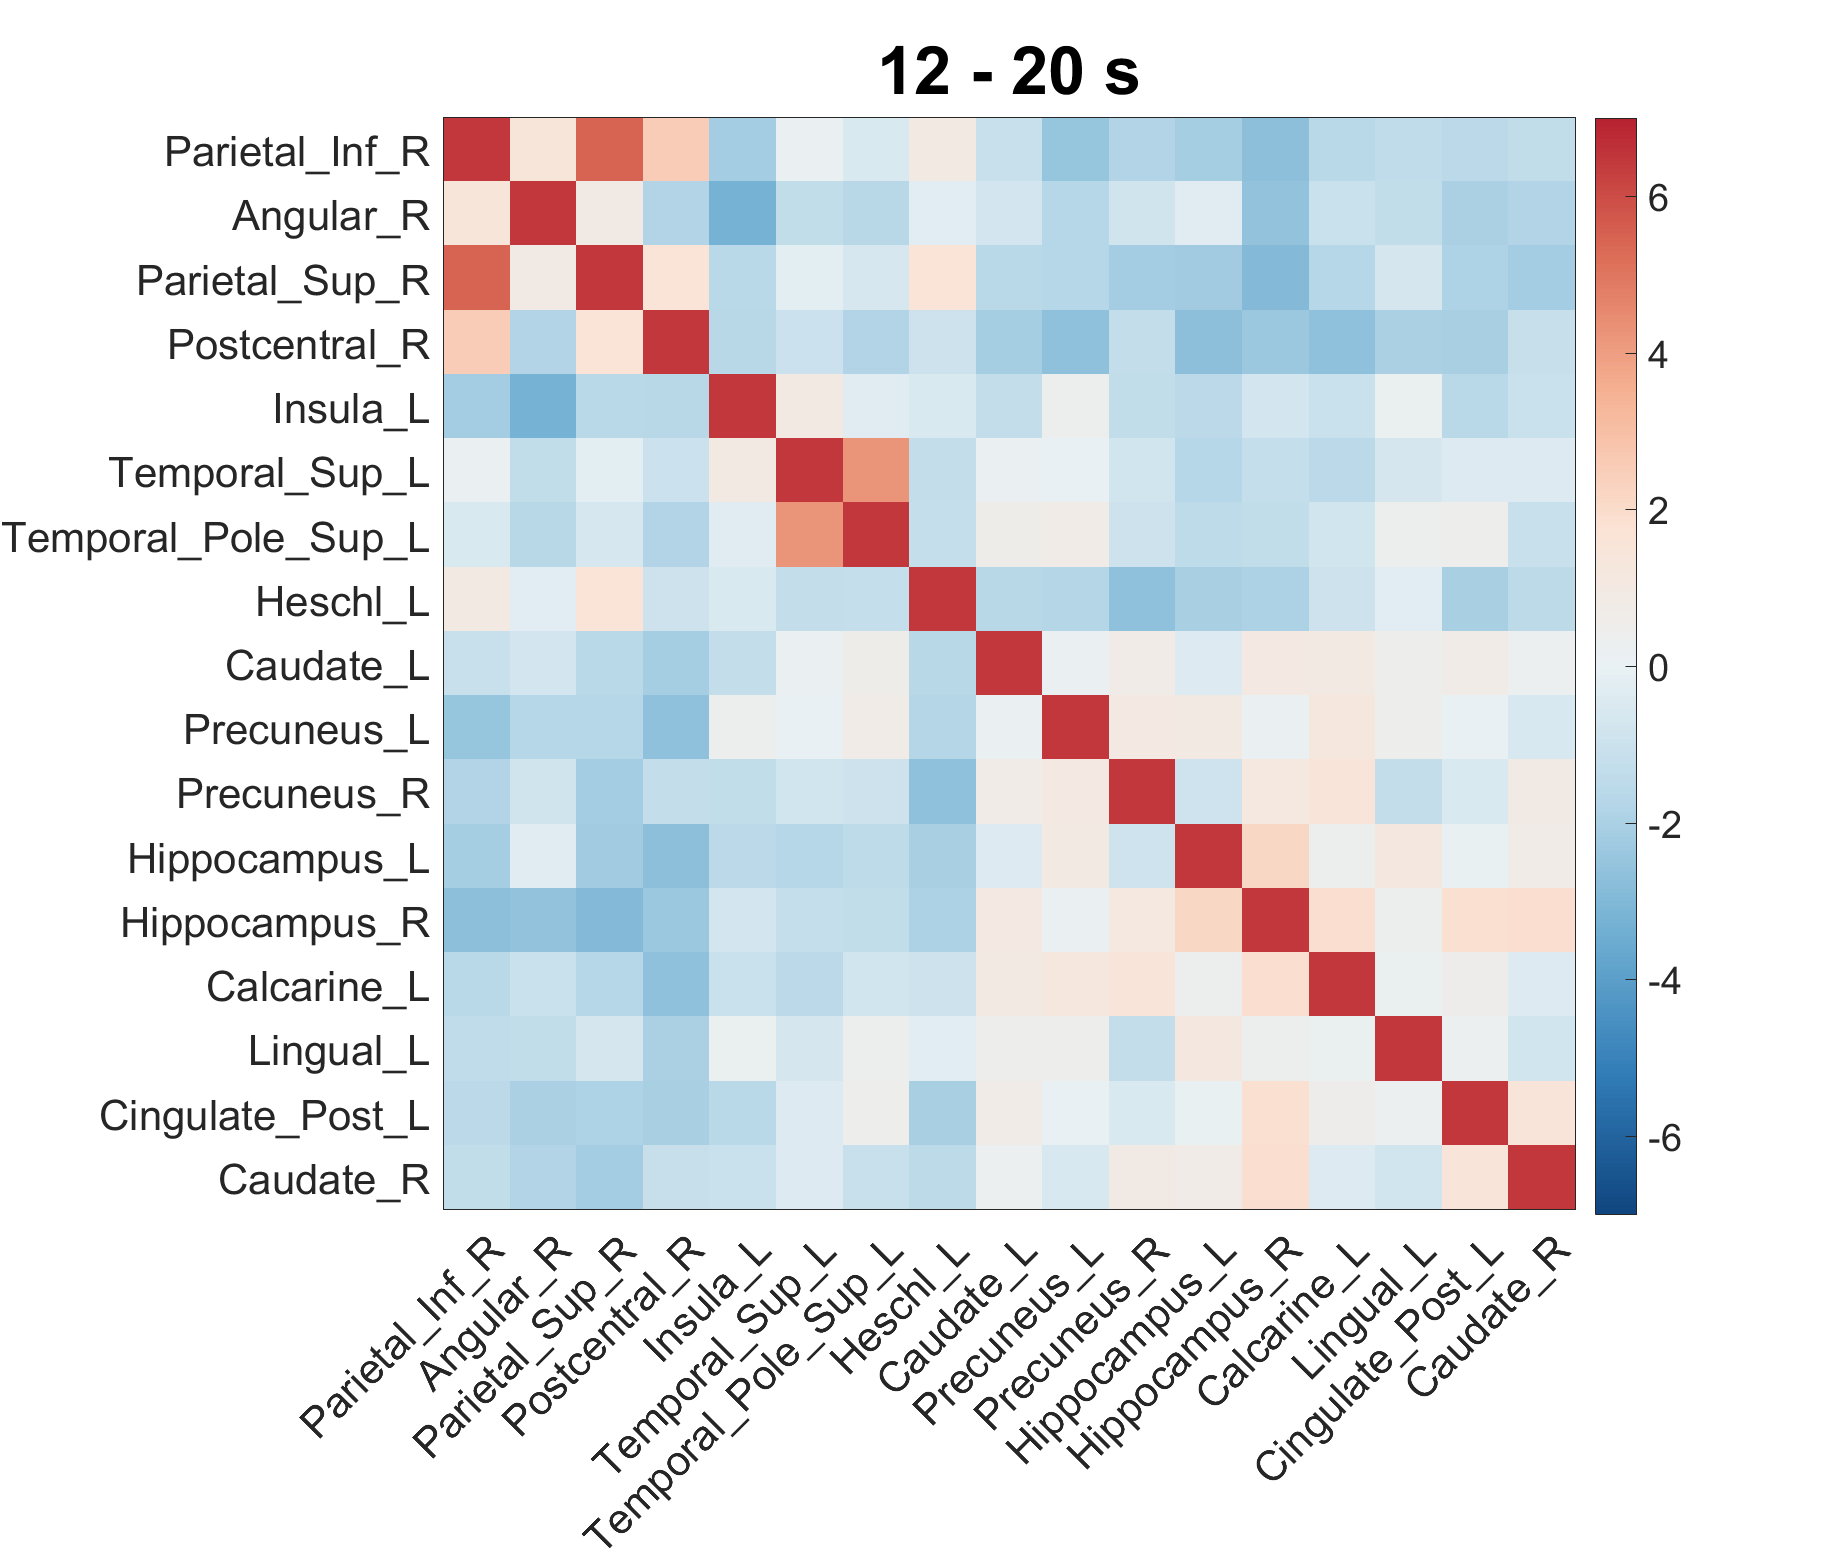 12 - 20 s
Parietal_Inf_R
Angular_R
Parietal_Sup_R
Postcentral_R
Insula_L
Temporal_Sup_L
Temporal_Pole_Sup_L
Heschl_L
Caudate_L
Precuneus_L
Precuneus_R
Hippocampus_L
Hippocampus_R
Calcarine_L
Lingual_L
Cingulate_Post_L
Caudate_R
6
4
2
0
-2
-4
-6
Parietal_Inf_R
Angular_R
Parietal_Sup_R
Postcentral_R
Insula_L
Temporal_Sup_L
Temporal_Pole_Sup_L
Heschl_L
Caudate_L
Precuneus_L
Precuneus_R
Hippocampus_L
Hippocampus_R
Calcarine_L
Lingual_L
Cingulate_Post_L
Caudate_R